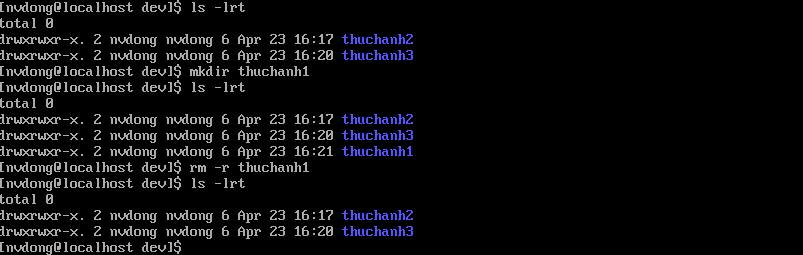 [nvdong@localhost dev]$ ls -lrt
total 0
drwxrwxr-x. 2 nvdong nvdong 6 Apr 23 16:17 thuchanh2
drwxrwxr-x. 2 nvdong nvdong 6 Apr 23 16:20 thuchanh3
[nvdong@localhost dev]$ mkdir thuchanh1
[nvdong@localhost dev]$ ls -lrt
total 0
drwxrwxr-x. 2 nvdong nvdong 6 Apr 23 16:17 thuchanh2
drwxrwxr-x. 2 nvdong nvdong 6 Apr 23 16:20 thuchanh3
drwxrwxr-x. 2 nvdong nvdong 6 Apr 23 16:21 thuchanh1
[nvdong@localhost dev]$ rm -r thuchanh1
[nvdong@localhost dev]$ ls -lrt
total 0
drwxrwxr-x. 2 nvdong nvdong 6 Apr 23 16:17 thuchanh2
drwxrwxr-x. 2 nvdong nvdong 6 Apr 23 16:20 thuchanh3
[nvdong@localhost dev]$